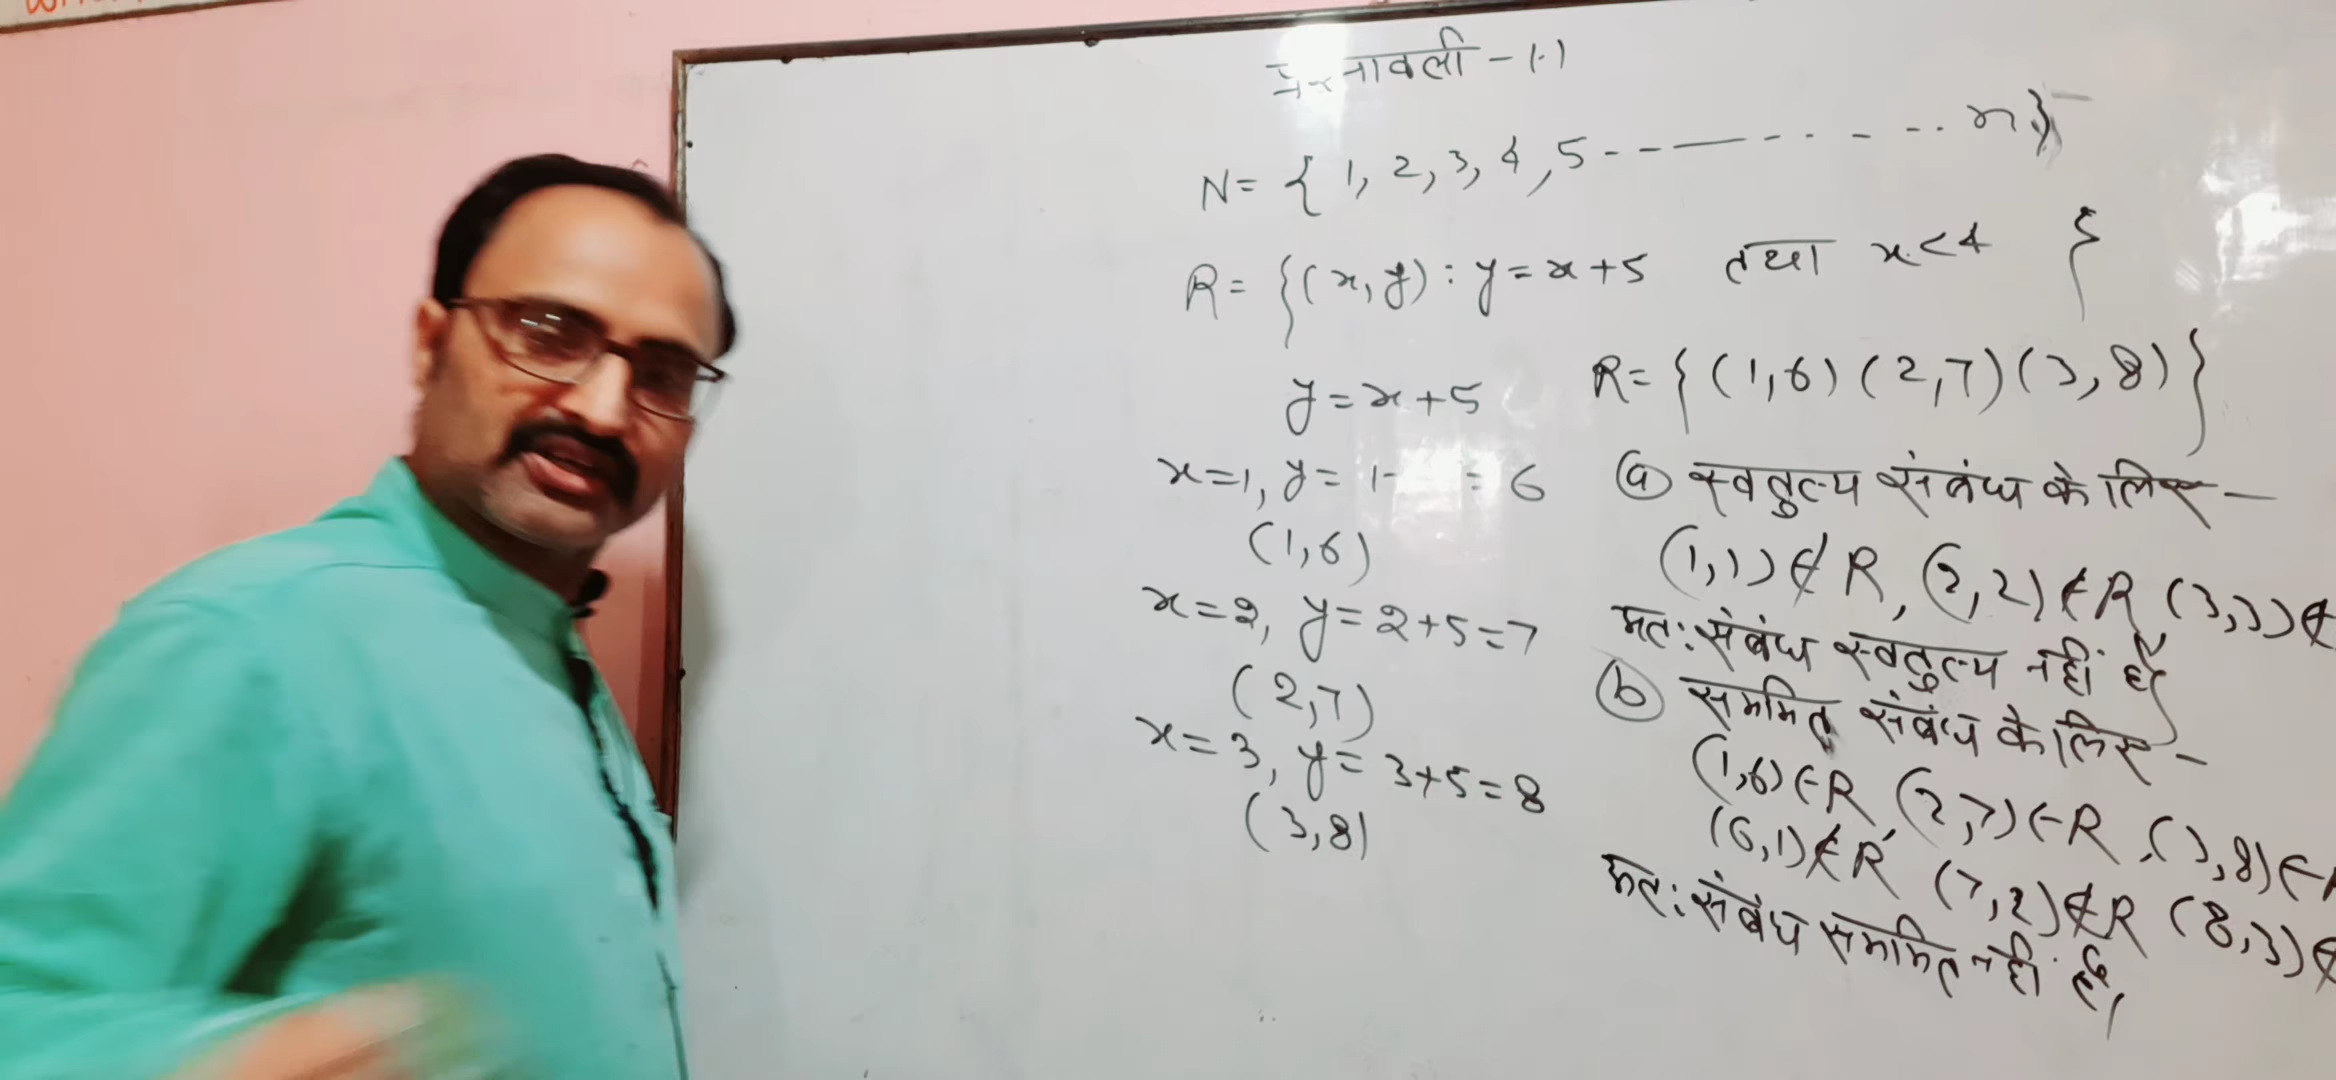 प्रश्नावली - 1.1
N = { 1, 2, 3, 4, 5 - - — - - - - - .. n }
R = { (x, y) : y = x + 5 तथा x < 4 }
y = x + 5
x = 1, y = 1 - = 6
(1, 6)
x = 2, y = 2 + 5 = 7
(2, 7)
x = 3, y = 3 + 5 = 8
(3, 8)
R = { (1, 6) (2, 7) (3, 8) }
ⓐ स्वतुल्य संबंध के लिए —
(1, 1) ∉ R, (2, 2) ∉ R (3, 3) ∉
अतः संबंध स्वतुल्य नहीं है
ⓑ सममित संबंध के लिए -
(1, 6) ∈ R (2, 7) ∈ R, (3, 8) ∈ R
(6, 1) ∉ R (7, 2) ∉ R (8, 3) ∉
अतः संबंध सममित नहीं है,